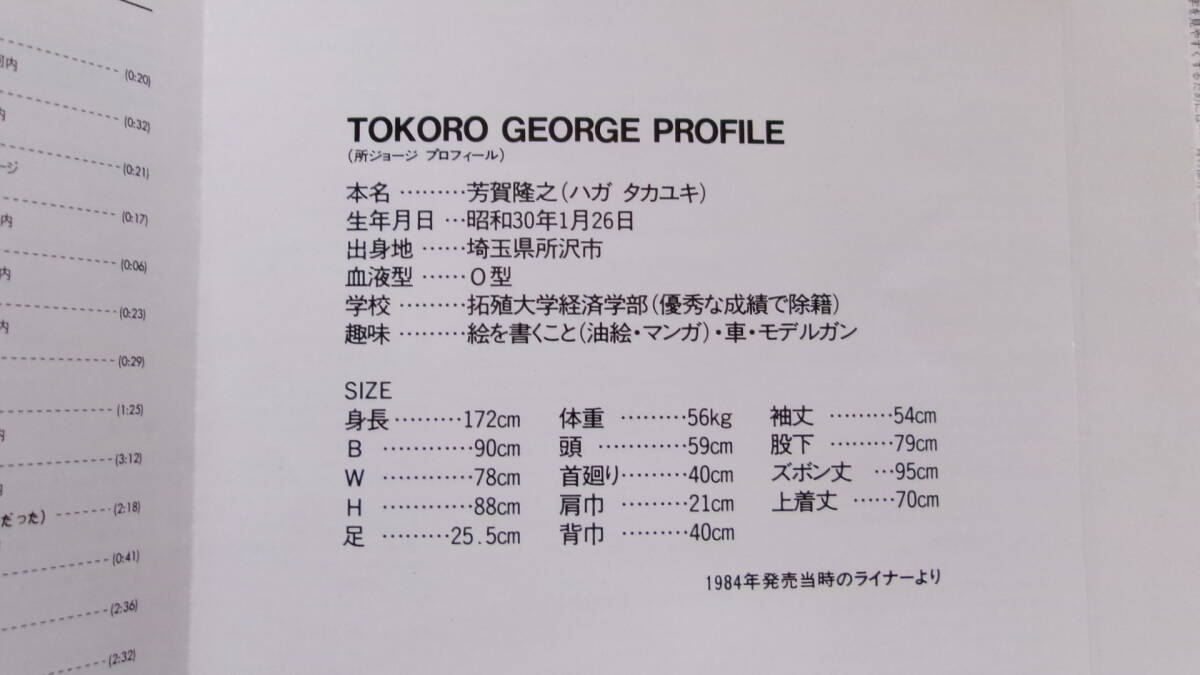 内
(0:20)
(0:32)
ージ
(0:21)
内
(0:17)
内
(0:06)
(0:23)
内
(0:29)
(1:25)
内
(3:12)
だった)
(2:18)
(0:41)
(2:36)
(2:32)
TOKORO GEORGE PROFILE
(所ジョージ プロフィール)
本名 ………芳賀隆之(ハガ タカユキ)
生年月日 …昭和30年1月26日
出身地 ……埼玉県所沢市
血液型 ……O型
学校 ………拓殖大学経済学部(優秀な成績で除籍)
趣味 ………絵を書くこと(油絵・マンガ)・車・モデルガン
SIZE
身長………172cm 体重 ………56kg 袖丈 ………54cm
B …………90cm 頭 …………59cm 股下 ………79cm
W …………78cm 首廻り………40cm ズボン丈 …95cm
H …………88cm 肩巾 ………21cm 上着丈 ……70cm
足 ………25.5cm 背巾 ………40cm
1984年発売当時のライナーより